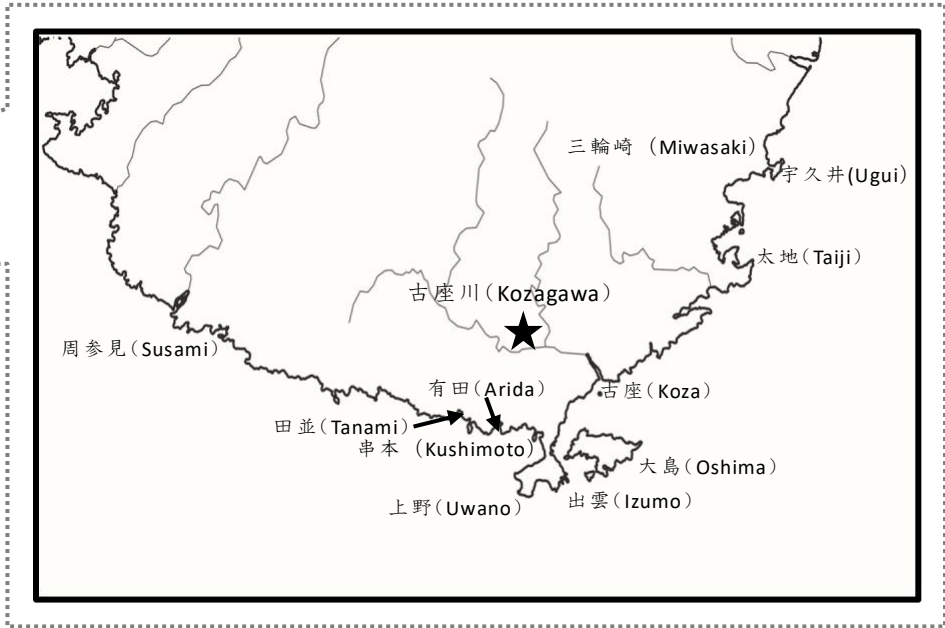 三輪崎 (Miwasaki)
宇久井(Ugui)
太地(Taiji)
古座川(Kozagawa)
周参見(Susami)
有田(Arida)
古座(Koza)
田並(Tanami)
串本 (Kushimoto)
大島(Oshima)
上野(Uwano)
出雲(Izumo)